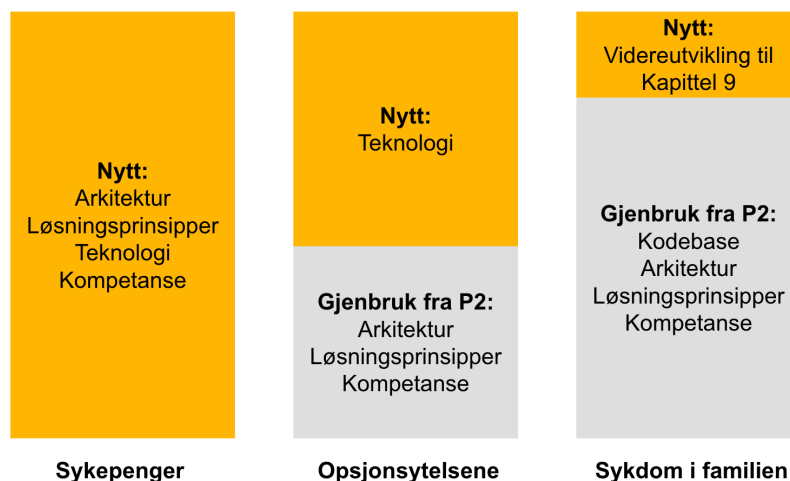 Nytt:
Arkitektur
Løsningsprinsipper
Teknologi
Kompetanse
Sykepenger
Nytt:
Teknologi
Gjenbruk fra P2:
Arkitektur
Løsningsprinsipper
Kompetanse
Opsjonsytelsene
Nytt:
Videreutvikling til
Kapittel 9
Gjenbruk fra P2:
Kodebase
Arkitektur
Løsningsprinsipper
Kompetanse
Sykdom i familien